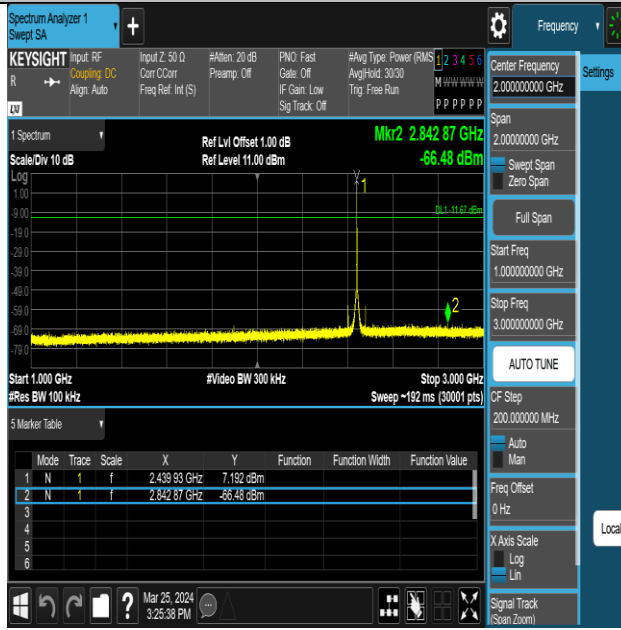 Spectrum Analyzer 1
Swept SA
+
Frequency
KEYSIGHT
R
Input: RF
Coupling: DC
Align: Auto
Input Z: 50 Ω
Corr CCorr
Freq Ref: Int (S)
#Atten: 20 dB
Preamp: Off
PNO: Fast
Gate: Off
IF Gain: Low
Sig Track: Off
#Avg Type: Power (RMS
Avg|Hold: 30/30
Trig: Free Run
1 2 3 4 5 6
M W W W W W
P P P P P P
LXI
1 Spectrum
Scale/Div 10 dB
Ref Lvl Offset 1.00 dB
Ref Level 11.00 dBm
Mkr2 2.842 87 GHz
-66.48 dBm
Log
1.00
-9.00
-19.0
-29.0
-39.0
-49.0
-59.0
-69.0
-79.0
1
DL1 -11.67 dBm
2
Start 1.000 GHz
#Res BW 100 kHz
#Video BW 300 kHz
Stop 3.000 GHz
Sweep ~192 ms (30001 pts)
5 Marker Table
Mode Trace Scale X Y Function Function Width Function Value
1 N 1 f 2.439 93 GHz 7.192 dBm
2 N 1 f 2.842 87 GHz -66.48 dBm
3
4
5
6
Mar 25, 2024
3:25:38 PM
Center Frequency
2.000000000 GHz
Settings
Span
2.00000000 GHz
Swept Span
Zero Span
Full Span
Start Freq
1.000000000 GHz
Stop Freq
3.000000000 GHz
AUTO TUNE
CF Step
200.000000 MHz
Auto
Man
Freq Offset
0 Hz
Local
X Axis Scale
Log
Lin
Signal Track
(Span Zoom)